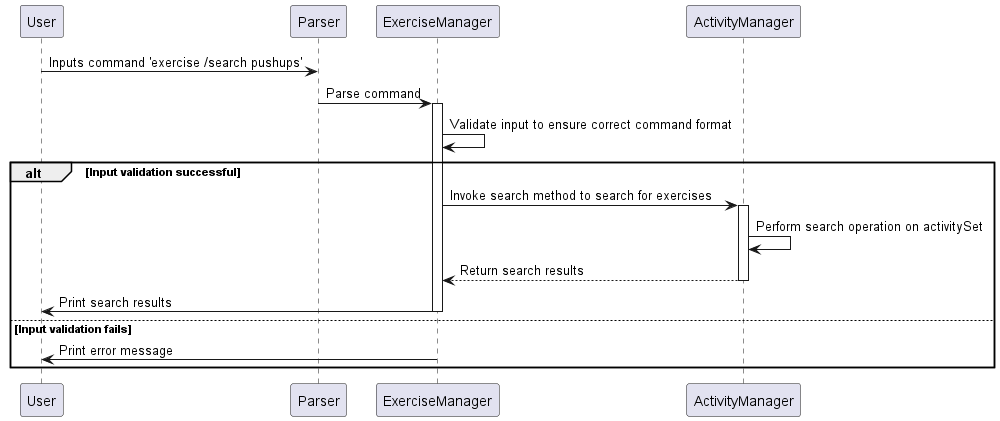 User Parser ExerciseManager ActivityManager
Inputs command 'exercise /search pushups'
Parse command
Validate input to ensure correct command format
alt [Input validation successful]
Invoke search method to search for exercises
Perform search operation on activitySet
Return search results
Print search results
[Input validation fails]
Print error message
User Parser ExerciseManager ActivityManager